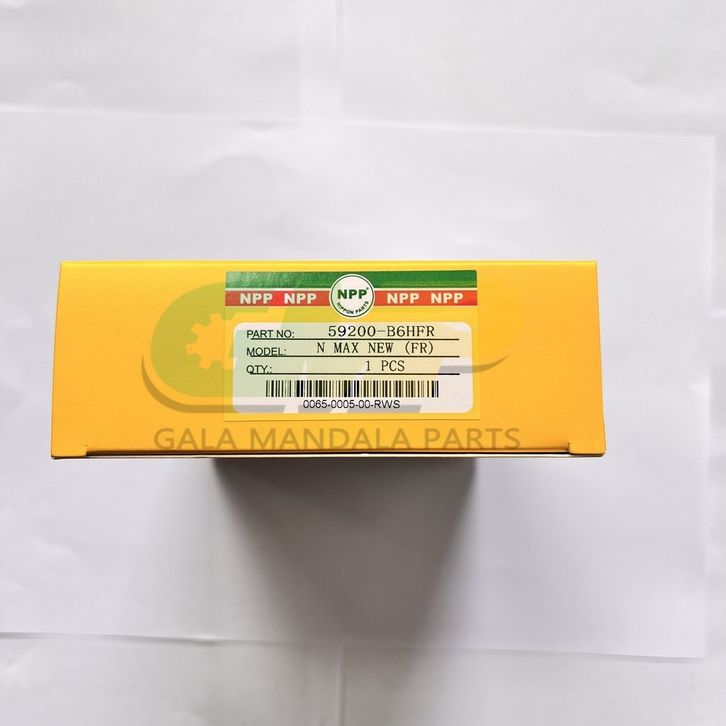 NPP NPP NPP NPP NPP
NIPPON PARTS
PART NO: 59200-B6HFR
MODEL: N MAX NEW (FR)
QTY.: 1 PCS
0065-0005-00-RWS
GALA MANDALA PARTS